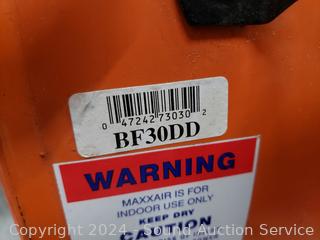 0 47242 73030 2
BF30DD
WARNING
MAXXAIR IS FOR
INDOOR USE ONLY
KEEP DRY
CAUTION
Copyright 2024 - Sound Auction Service